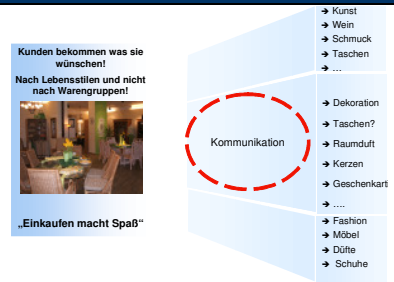 Kunden bekommen was sie
wünschen!
Nach Lebensstilen und nicht
nach Warengruppen!
„Einkaufen macht Spaß“
Kommunikation
➔ Kunst
➔ Wein
➔ Schmuck
➔ Taschen
➔ ...
➔ Dekoration
➔ Taschen?
➔ Raumduft
➔ Kerzen
➔ Geschenkarti
➔ ....
➔ Fashion
➔ Möbel
➔ Düfte
➔ Schuhe